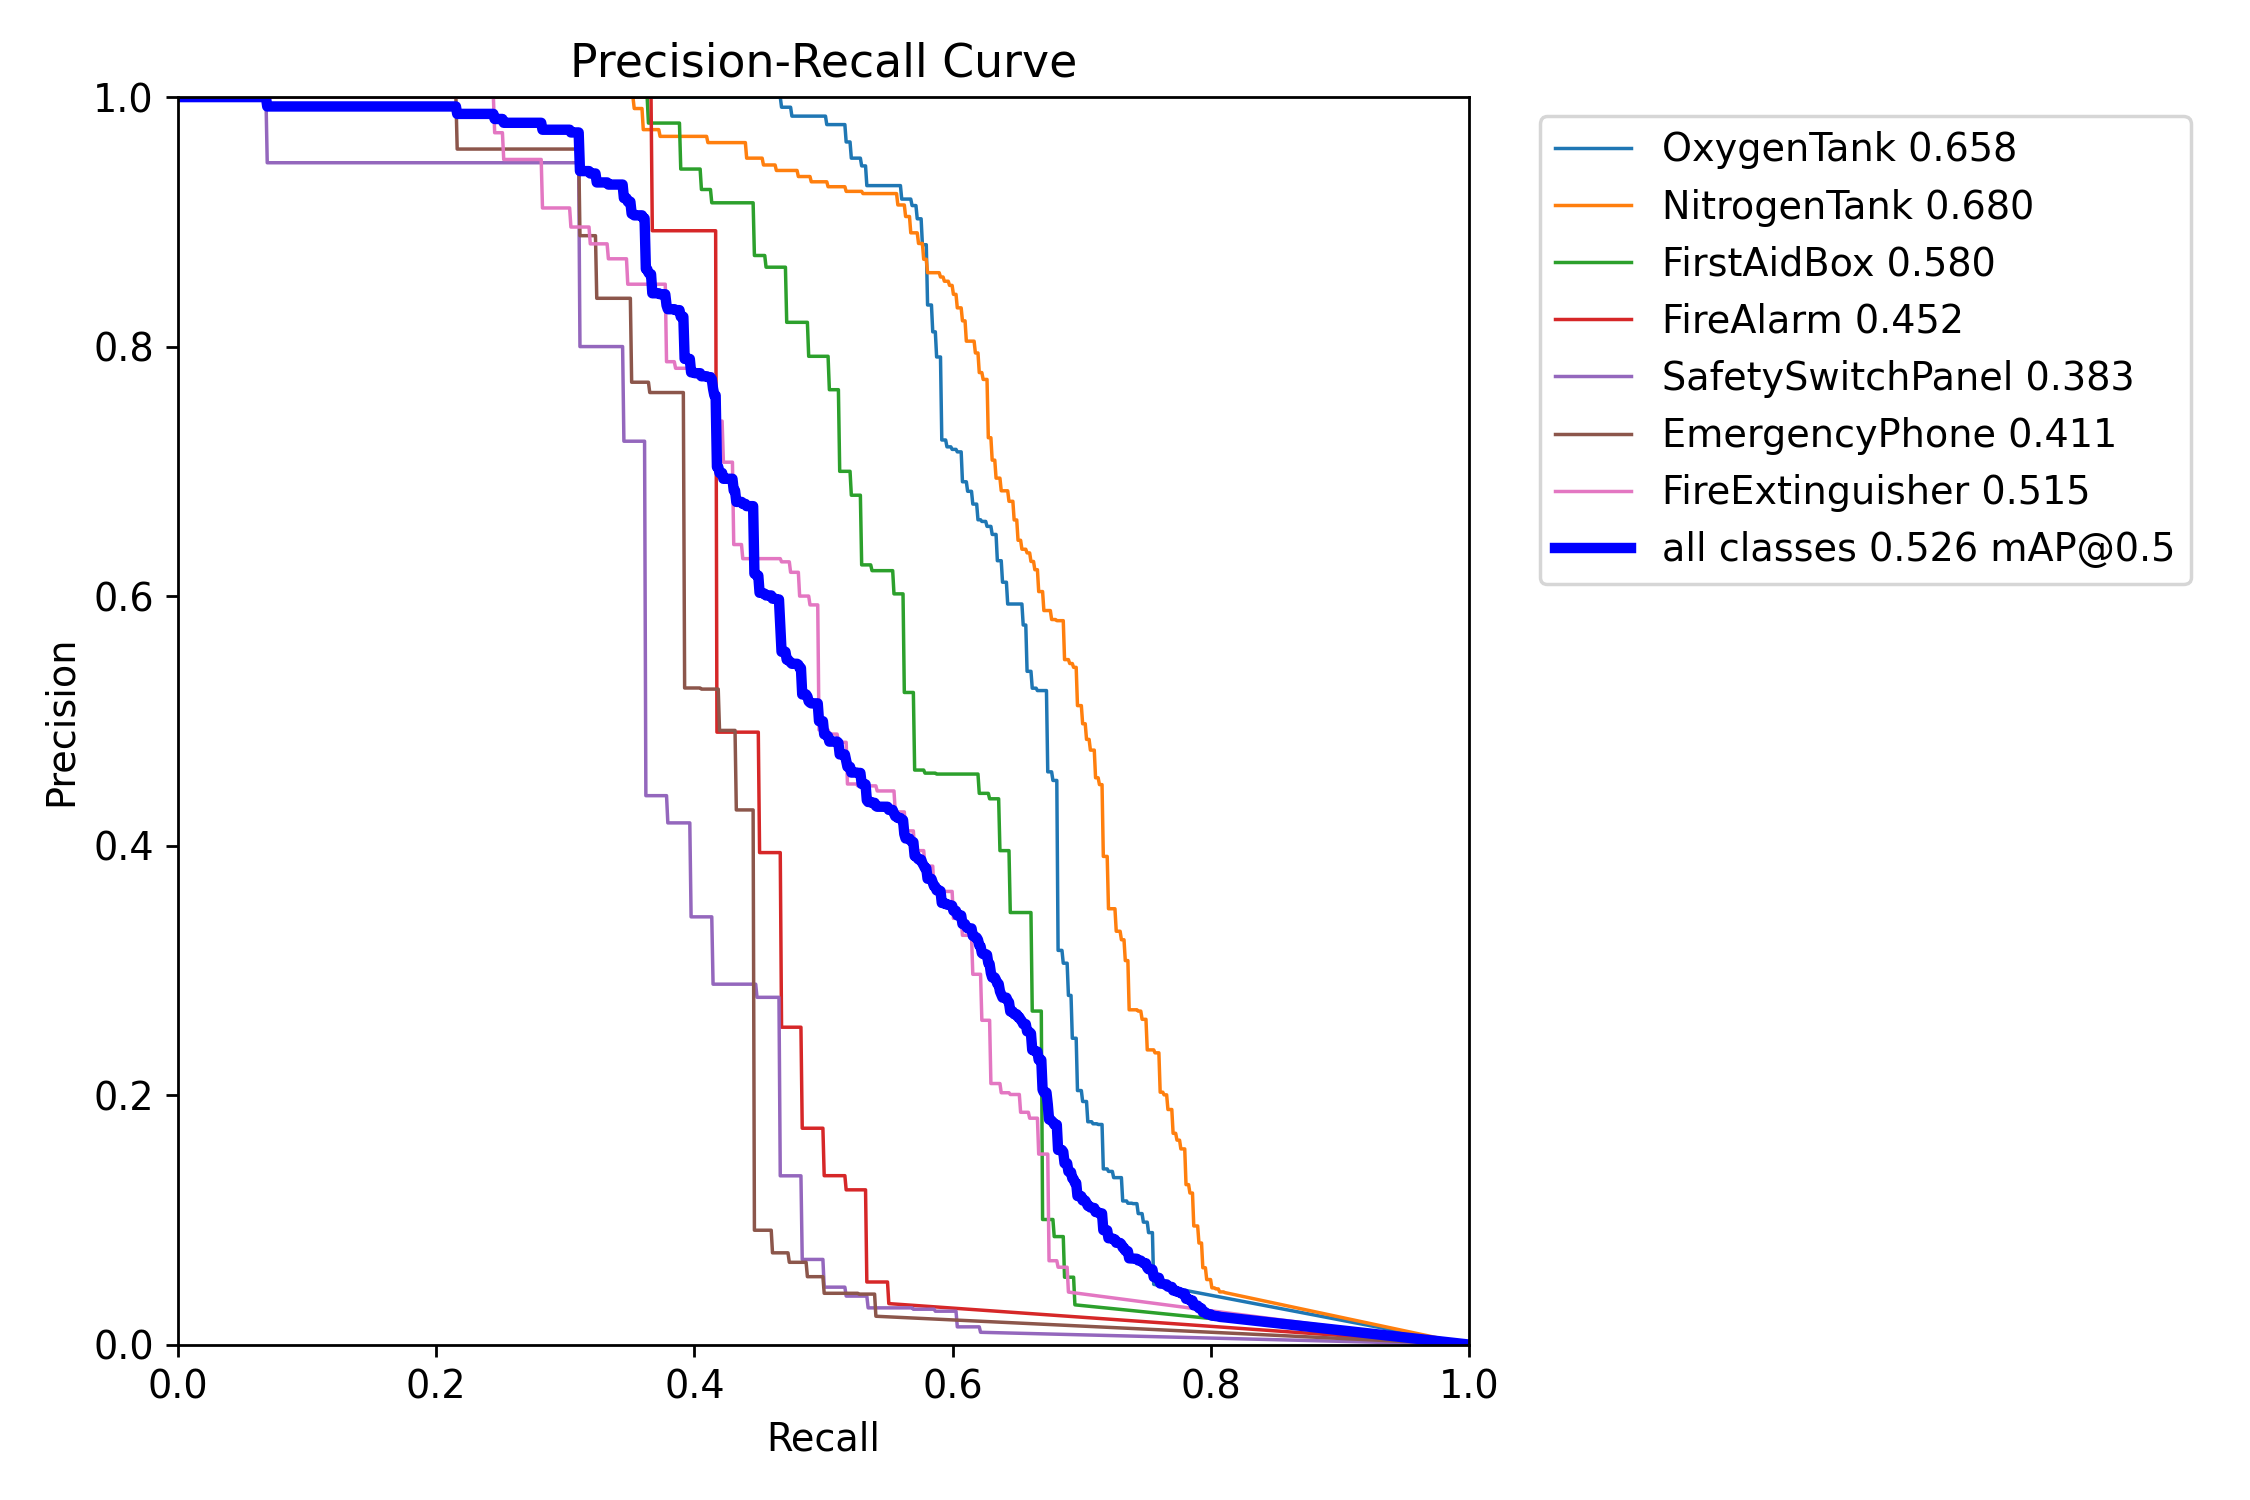 Precision-Recall Curve
1.0
0.8
0.6
0.4
0.2
0.0
Precision
0.0 0.2 0.4 0.6 0.8 1.0
Recall
OxygenTank 0.658
NitrogenTank 0.680
FirstAidBox 0.580
FireAlarm 0.452
SafetySwitchPanel 0.383
EmergencyPhone 0.411
FireExtinguisher 0.515
all classes 0.526 mAP@0.5